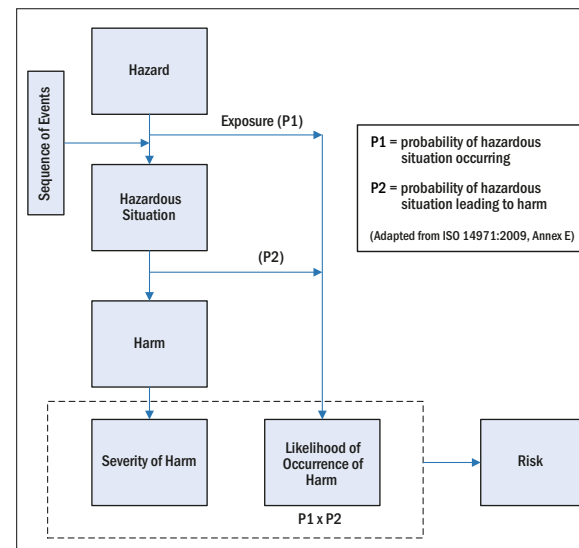 Hazard
Sequence of Events
Exposure (P1)
P1 = probability of hazardous
situation occurring
P2 = probability of hazardous
situation leading to harm
(Adapted from ISO 14971:2009, Annex E)
Hazardous
Situation
(P2)
Harm
Severity of Harm
Likelihood of
Occurrence of
Harm
Risk
P1 x P2